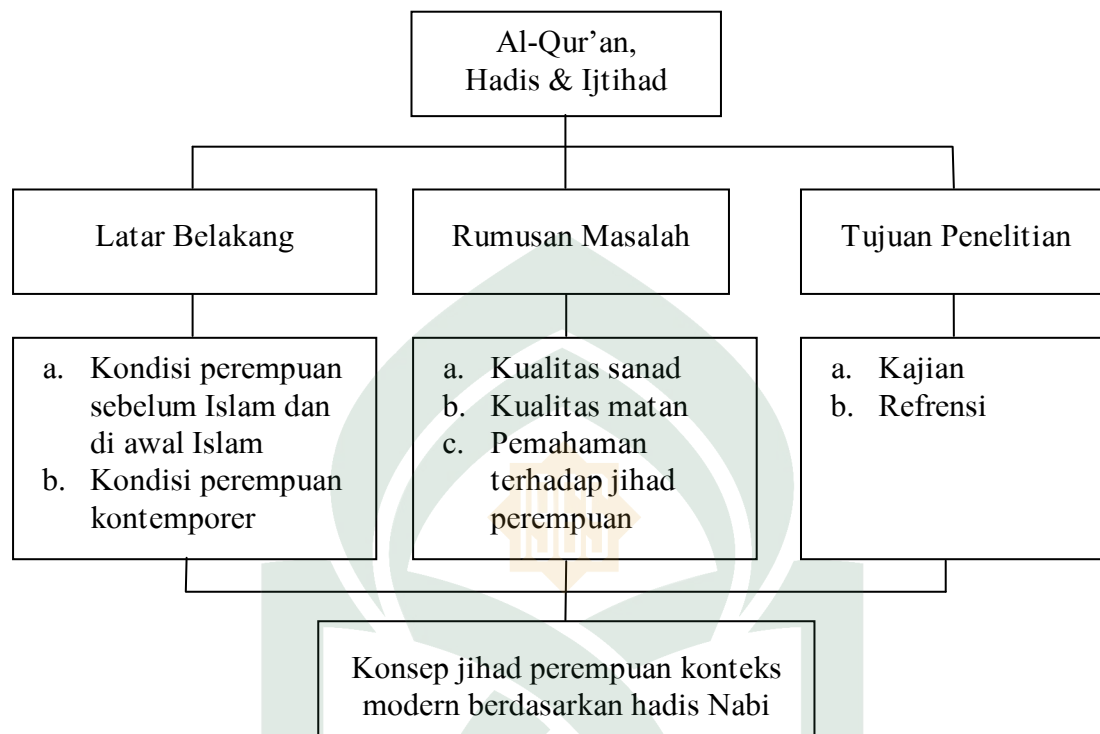 Al-Qur’an,
Hadis & Ijtihad
Latar Belakang
Rumusan Masalah
Tujuan Penelitian
a. Kondisi perempuan
sebelum Islam dan
di awal Islam
b. Kondisi perempuan
kontemporer
a. Kualitas sanad
b. Kualitas matan
c. Pemahaman
terhadap jihad
perempuan
a. Kajian
b. Refrensi
Konsep jihad perempuan konteks
modern berdasarkan hadis Nabi